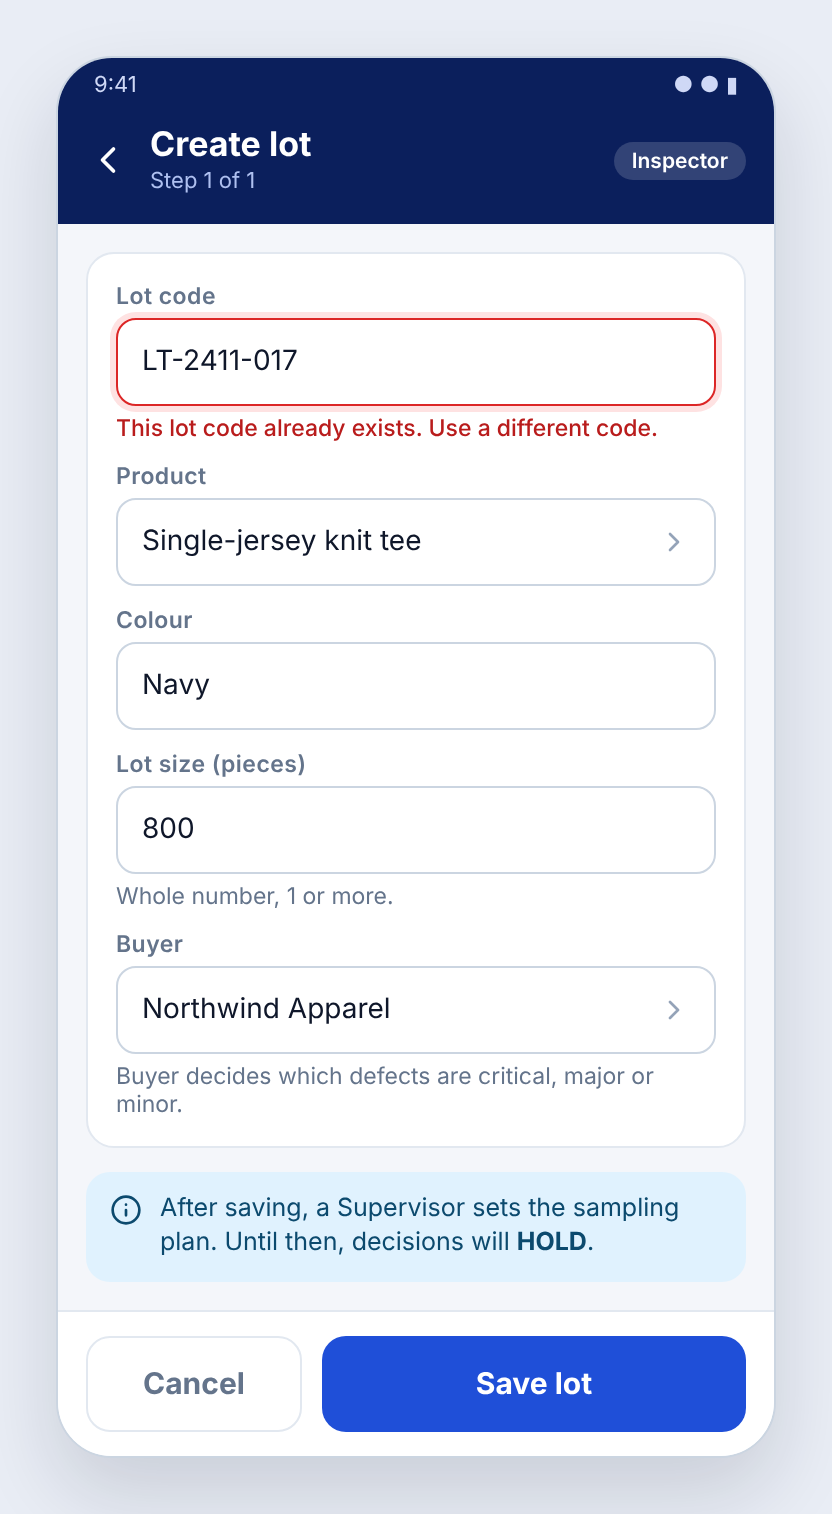 9:41
Create lot
Step 1 of 1
Inspector
Lot code
LT-2411-017
This lot code already exists. Use a different code.
Product
Single-jersey knit tee
Colour
Navy
Lot size (pieces)
800
Whole number, 1 or more.
Buyer
Northwind Apparel
Buyer decides which defects are critical, major or
minor.
After saving, a Supervisor sets the sampling
plan. Until then, decisions will HOLD.
Cancel
Save lot